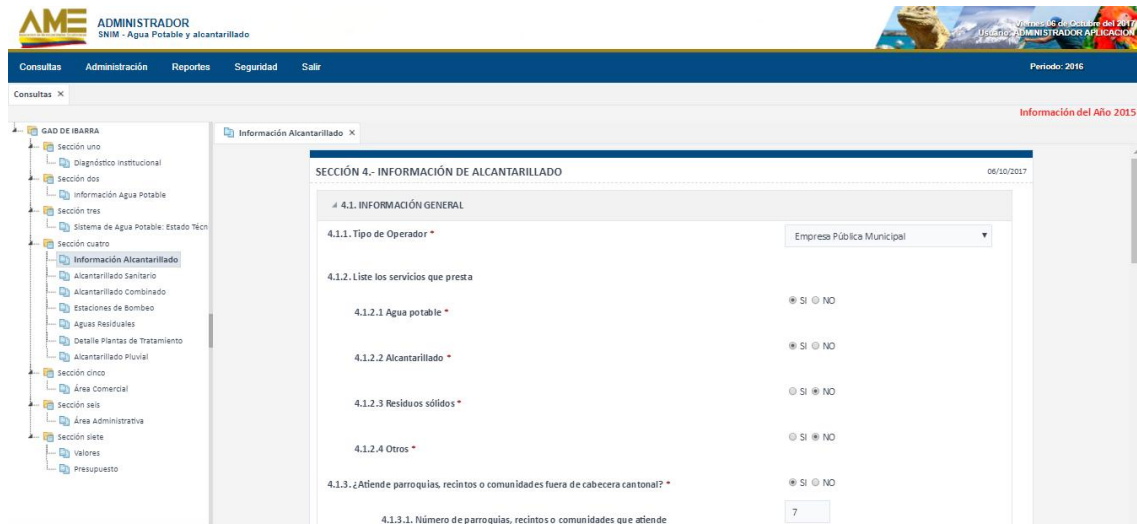 AME
ADMINISTRADOR
SNIM - Agua Potable y alcantarillado
Viernes 06 de Octubre del 2017
Usuario: ADMINISTRADOR APLICACION
Consultas Administración Reportes Seguridad Salir Periodo: 2016
Consultas X
Información del Año 2015
GAD DE IBARRA
Sección uno
Diagnóstico Institucional
Sección dos
Información Agua Potable
Sección tres
Sistema de Agua Potable: Estado Técn
Sección cuatro
Información Alcantarillado
Alcantarillado Sanitario
Alcantarillado Combinado
Estaciones de Bombeo
Aguas Residuales
Detalle Plantas de Tratamiento
Alcantarillado Pluvial
Sección cinco
Área Comercial
Sección seis
Área Administrativa
Sección siete
Valores
Presupuesto
Información Alcantarillado X
SECCIÓN 4.- INFORMACIÓN DE ALCANTARILLADO 06/10/2017
4.1. INFORMACIÓN GENERAL
4.1.1. Tipo de Operador * Empresa Pública Municipal
4.1.2. Liste los servicios que presta
4.1.2.1 Agua potable * SI NO
4.1.2.2 Alcantarillado * SI NO
4.1.2.3 Residuos sólidos * SI NO
4.1.2.4 Otros * SI NO
4.1.3. ¿Atiende parroquias, recintos o comunidades fuera de cabecera cantonal? * SI NO
4.1.3.1. Número de parroquias, recintos o comunidades que atiende 7